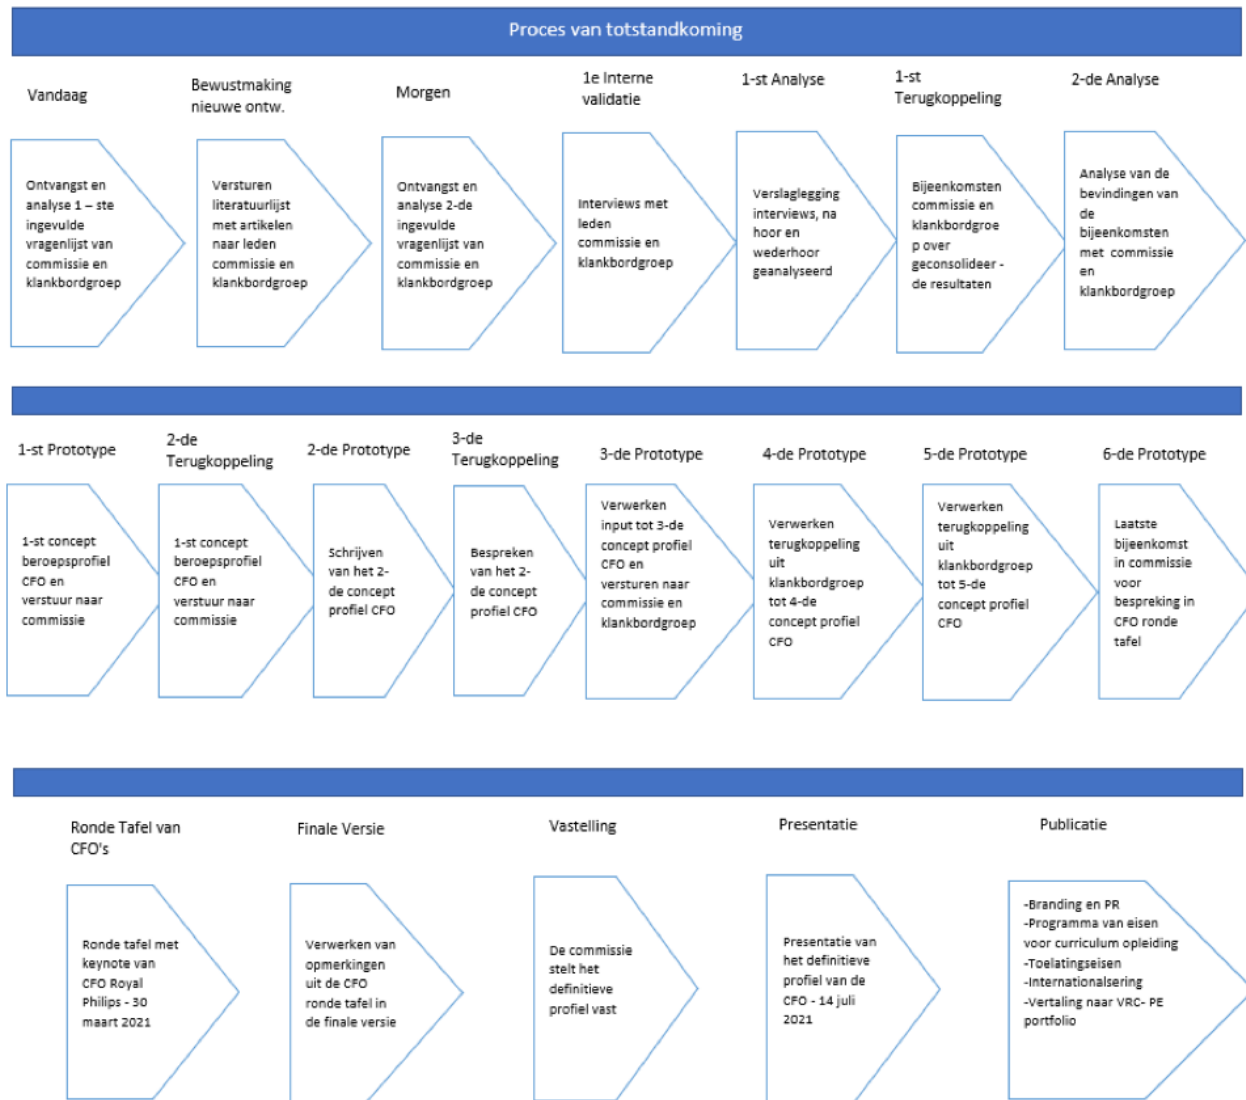 Proces van totstandkoming
Vandaag
Ontvangst en
analyse 1 – ste
ingevulde
vragenlijst van
commissie en
klankbordgroep
Bewustmaking
nieuwe ontw.
Versturen
literatuurlijst
met artikelen
naar leden
commissie en
klankbordgroep
Morgen
Ontvangst en
analyse 2-de
ingevulde
vragenlijst van
commissie en
klankbordgroep
1e Interne
validatie
Interviews met
leden
commissie en
klankbordgroep
1-st Analyse
Verslaglegging
interviews, na
hoor en
wederhoor
geanalyseerd
1-st
Terugkoppeling
Bijeenkomsten
commissie en
klankbordgroe
p over
geconsolideer -
de resultaten
2-de Analyse
Analyse van de
bevindingen van
de
bijeenkomsten
met commissie
en
klankbordgroep
1-st Prototype
1-st concept
beroepsprofiel
CFO en
verstuur naar
commissie
2-de
Terugkoppeling
1-st concept
beroepsprofiel
CFO en
verstuur naar
commissie
2-de Prototype
Schrijven
van het 2-
de concept
profiel CFO
3-de
Terugkoppeling
Bespreken
van het 2-
de concept
profiel CFO
3-de Prototype
Verwerken
input tot 3-de
concept profiel
CFO en
versturen naar
commissie en
klankbordgroep
4-de Prototype
Verwerken
terugkoppeling
uit
klankbordgroep
tot 4-de
concept profiel
CFO
5-de Prototype
Verwerken
terugkoppeling
uit
klankbordgroep
tot 5-de
concept profiel
CFO
6-de Prototype
Laatste
bijeenkomst
in commissie
voor
bespreking in
CFO ronde
tafel
Ronde Tafel van
CFO's
Ronde tafel met
keynote van
CFO Royal
Philips - 30
maart 2021
Finale Versie
Verwerken van
opmerkingen
uit de CFO
ronde tafel in
de finale versie
Vastelling
De commissie
stelt het
definitieve
profiel vast
Presentatie
Presentatie van
het definitieve
profiel van de
CFO - 14 juli
2021
Publicatie
-Branding en PR
-Programma van eisen
voor curriculum opleiding
-Toelatingseisen
-Internationalsering
-Vertaling naar VRC- PE
portfolio